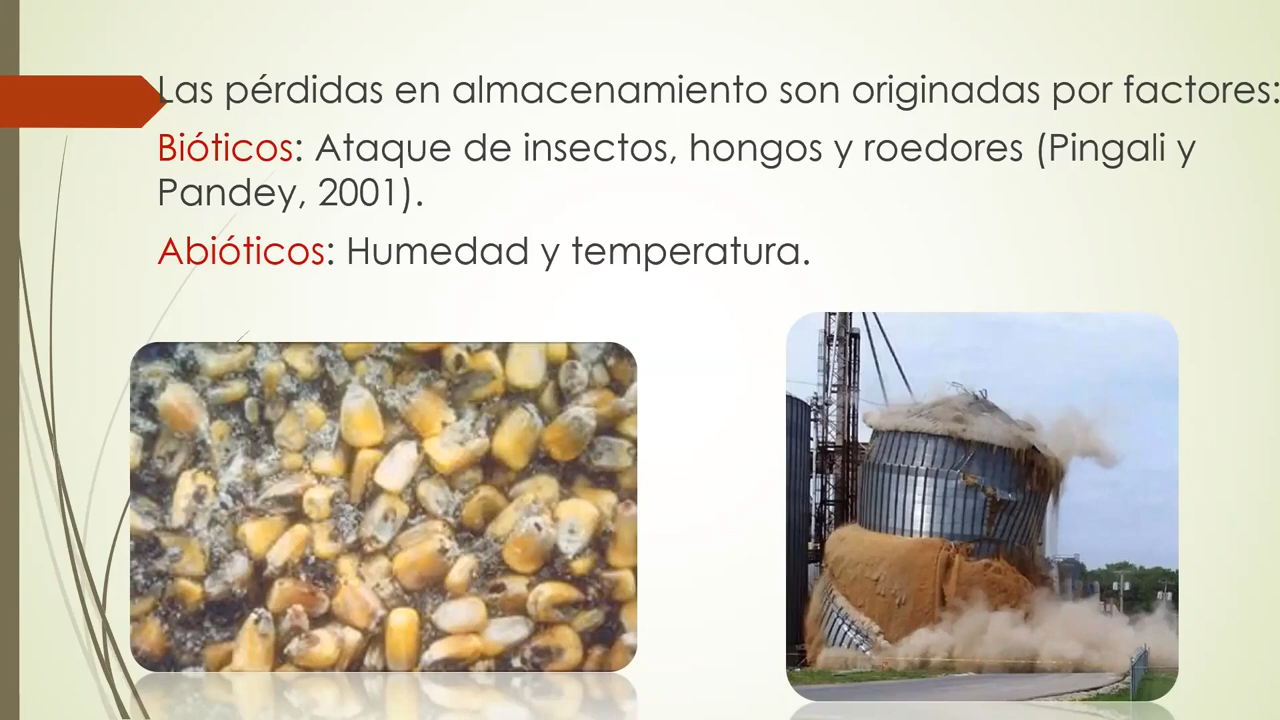 Las pérdidas en almacenamiento son originadas por factores:
Bióticos: Ataque de insectos, hongos y roedores (Pingali y
Pandey, 2001).
Abióticos: Humedad y temperatura.